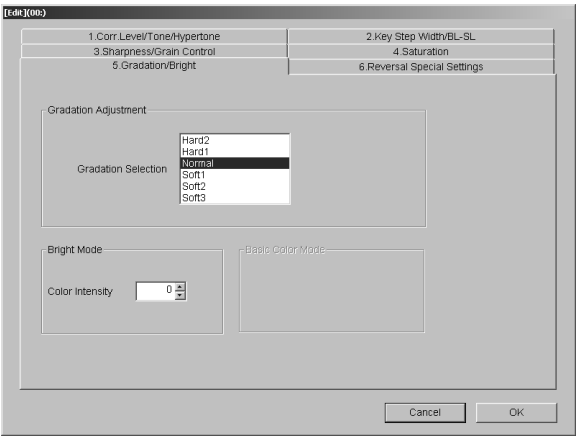 [Edit](00:)
1.Corr.Level/Tone/Hypertone
2.Key Step Width/BL-SL
3.Sharpness/Grain Control
4.Saturation
5.Gradation/Bright
6.Reversal Special Settings
Gradation Adjustment
Gradation Selection
Hard2
Hard1
Normal
Soft1
Soft2
Soft3
Bright Mode
Basic Color Mode
Color Intensity
0
Cancel
OK